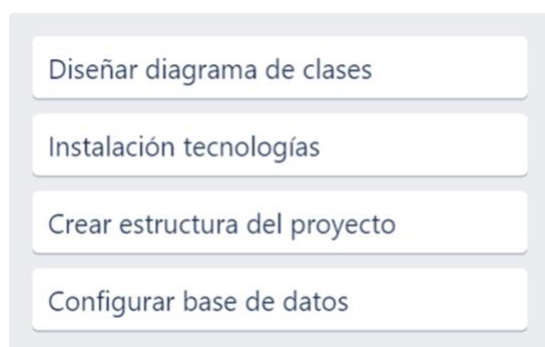 Diseñar diagrama de clases
Instalación tecnologías
Crear estructura del proyecto
Configurar base de datos